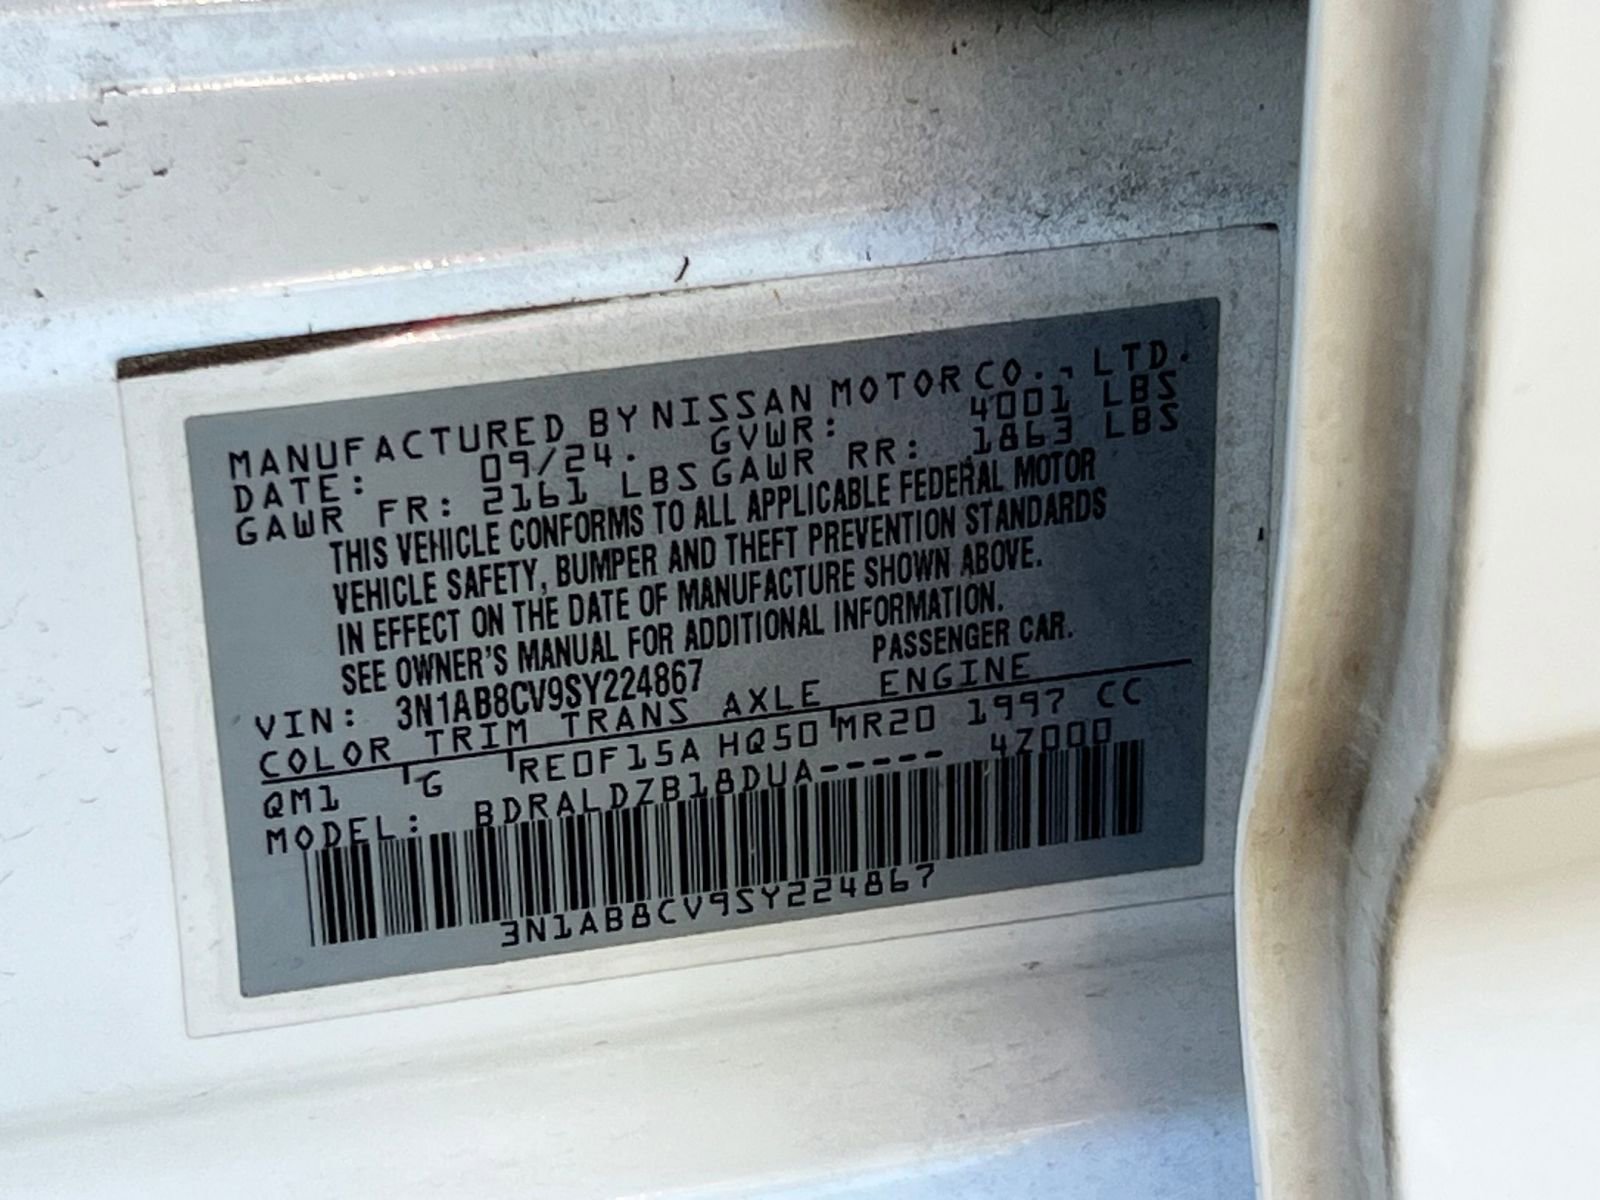 MANUFACTURED BY NISSAN MOTOR CO., LTD.
DATE: 09/24. GVWR: 4001 LBS
GAWR FR: 2161 LBS GAWR RR: 1863 LBS
THIS VEHICLE CONFORMS TO ALL APPLICABLE FEDERAL MOTOR
VEHICLE SAFETY, BUMPER AND THEFT PREVENTION STANDARDS
IN EFFECT ON THE DATE OF MANUFACTURE SHOWN ABOVE.
SEE OWNER'S MANUAL FOR ADDITIONAL INFORMATION.
VIN: 3N1AB8CV9SY224867 PASSENGER CAR.
COLOR TRIM TRANS AXLE ENGINE
QM1 G RE0F15A HQ50 MR20 1997 CC
MODEL: BDRALDZB18DUA----- 4Z000
3N1AB8CV9SY224867